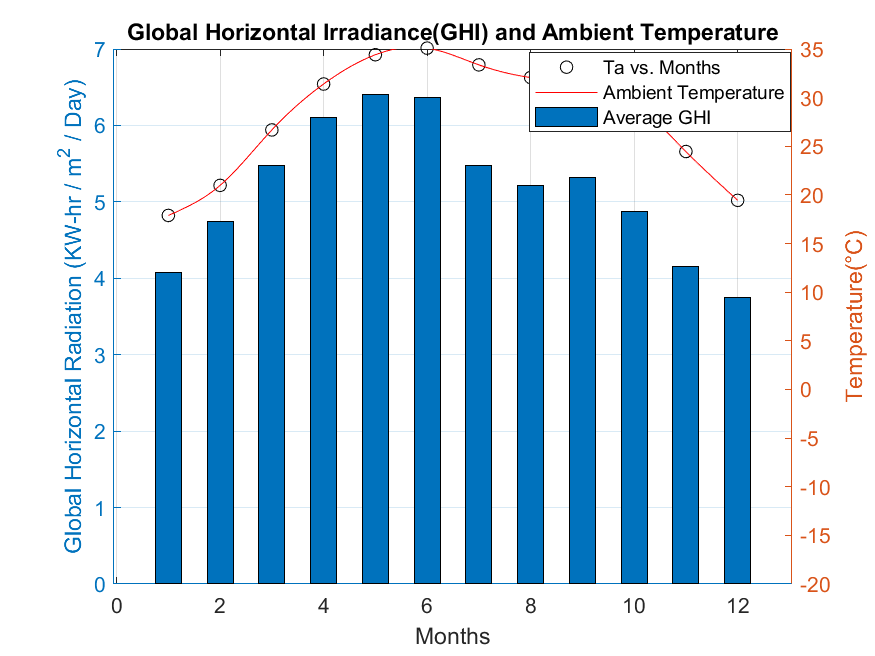 Global Horizontal Irradiance(GHI) and Ambient Temperature
Ta vs. Months
Ambient Temperature
Average GHI
Global Horizontal Radiation (KW-hr / m² / Day)
7
6
5
4
3
2
1
0
35
30
25
20
15
10
5
0
-5
-10
-15
-20
Temperature(°C)
0 2 4 6 8 10 12
Months